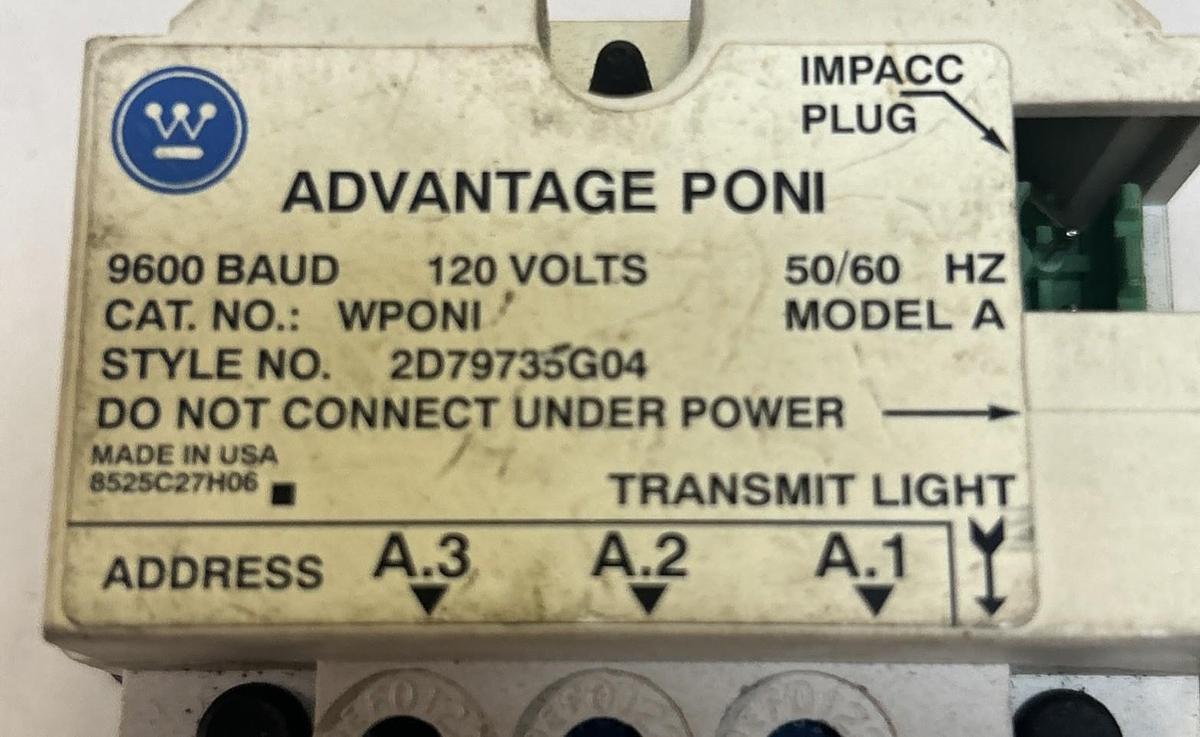 IMPACC
PLUG
W
ADVANTAGE PONI
9600 BAUD 120 VOLTS 50/60 HZ
CAT. NO.: WPONI MODEL A
STYLE NO. 2D79735G04
DO NOT CONNECT UNDER POWER
MADE IN USA
8525C27H06
TRANSMIT LIGHT
ADDRESS A.3 A.2 A.1